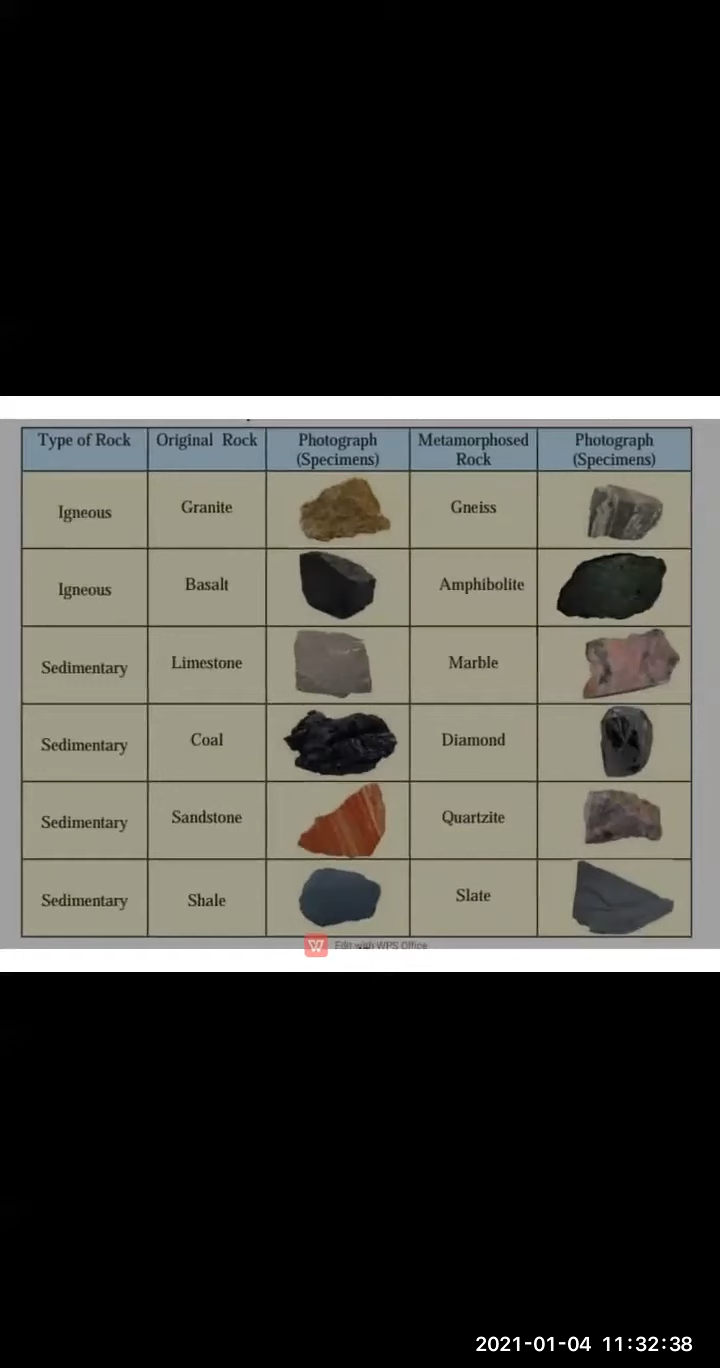 Type of Rock Original Rock Photograph (Specimens) Metamorphosed Rock Photograph (Specimens)
Igneous Granite Gneiss
Igneous Basalt Amphibolite
Sedimentary Limestone Marble
Sedimentary Coal Diamond
Sedimentary Sandstone Quartzite
Sedimentary Shale Slate
W Edit with WPS Office
2021-01-04 11:32:38